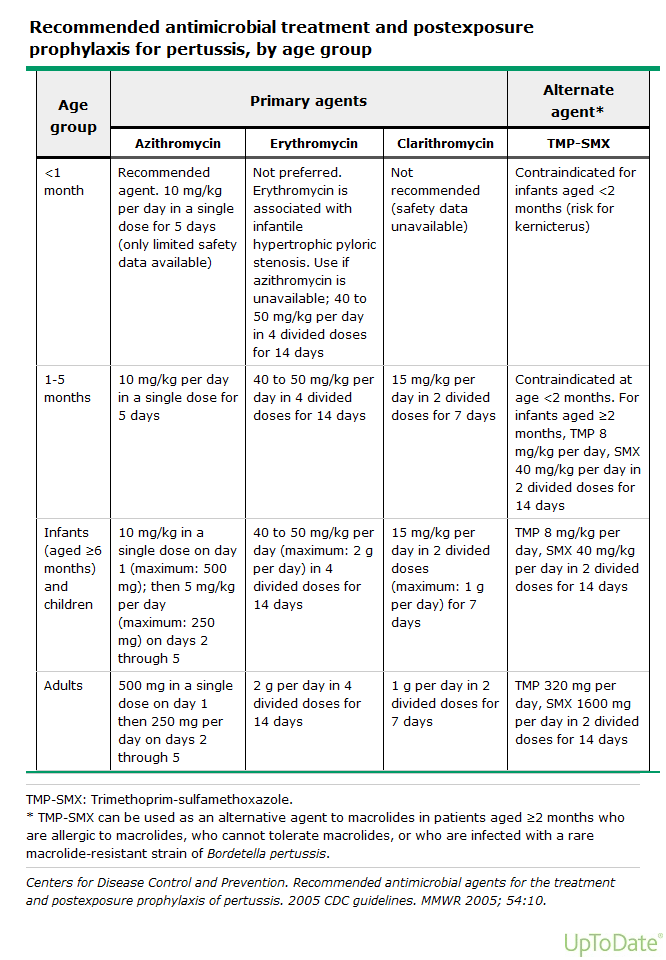 Recommended antimicrobial treatment and postexposure
prophylaxis for pertussis, by age group
Age
group
Primary agents
Alternate
agent*
Azithromycin
Erythromycin
Clarithromycin
TMP-SMX
<1
month
Recommended
agent. 10 mg/kg
per day in a single
dose for 5 days
(only limited safety
data available)
Not preferred.
Erythromycin is
associated with
infantile
hypertrophic pyloric
stenosis. Use if
azithromycin is
unavailable; 40 to
50 mg/kg per day
in 4 divided doses
for 14 days
Not
recommended
(safety data
unavailable)
Contraindicated for
infants aged <2
months (risk for
kernicterus)
1-5
months
10 mg/kg per day
in a single dose for
5 days
40 to 50 mg/kg per
day in 4 divided
doses for 14 days
15 mg/kg per
day in 2 divided
doses for 7 days
Contraindicated at
age <2 months. For
infants aged ≥2
months, TMP 8
mg/kg per day, SMX
40 mg/kg per day in
2 divided doses for
14 days
Infants
(aged ≥6
months)
and
children
10 mg/kg in a
single dose on day
1 (maximum: 500
mg); then 5 mg/kg
per day
(maximum: 250
mg) on days 2
through 5
40 to 50 mg/kg per
day (maximum: 2 g
per day) in 4
divided doses for
14 days
15 mg/kg per
day in 2 divided
doses
(maximum: 1 g
per day) for 7
days
TMP 8 mg/kg per
day, SMX 40 mg/kg
per day in 2 divided
doses for 14 days
Adults
500 mg in a single
dose on day 1
then 250 mg per
day on days 2
through 5
2 g per day in 4
divided doses for
14 days
1 g per day in 2
divided doses for
7 days
TMP 320 mg per
day, SMX 1600 mg
per day in 2 divided
doses for 14 days
TMP-SMX: Trimethoprim-sulfamethoxazole.
* TMP-SMX can be used as an alternative agent to macrolides in patients aged ≥2 months who
are allergic to macrolides, who cannot tolerate macrolides, or who are infected with a rare
macrolide-resistant strain of Bordetella pertussis.
Centers for Disease Control and Prevention. Recommended antimicrobial agents for the treatment
and postexposure prophylaxis of pertussis. 2005 CDC guidelines. MMWR 2005; 54:10.
UpToDate®